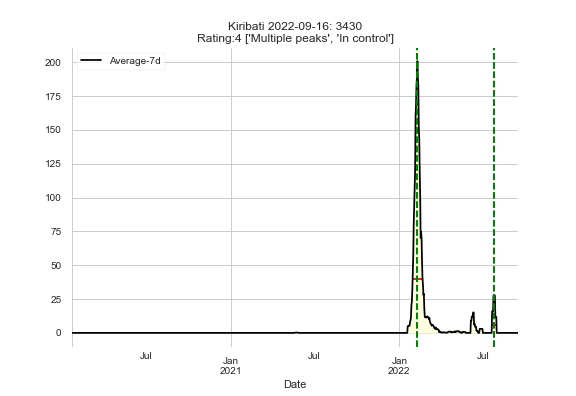 Kiribati 2022-09-16: 3430
Rating:4 ['Multiple peaks', 'In control']
Average-7d
200
175
150
125
100
75
50
25
0
Jul
Jan
2021
Jul
Jan
2022
Jul
Date